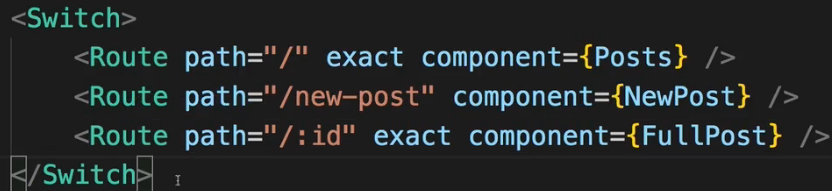 <Switch>
<Route path="/" exact component={Posts} />
<Route path="/new-post" component={NewPost} />
<Route path="/:id" exact component={FullPost} />
</Switch>